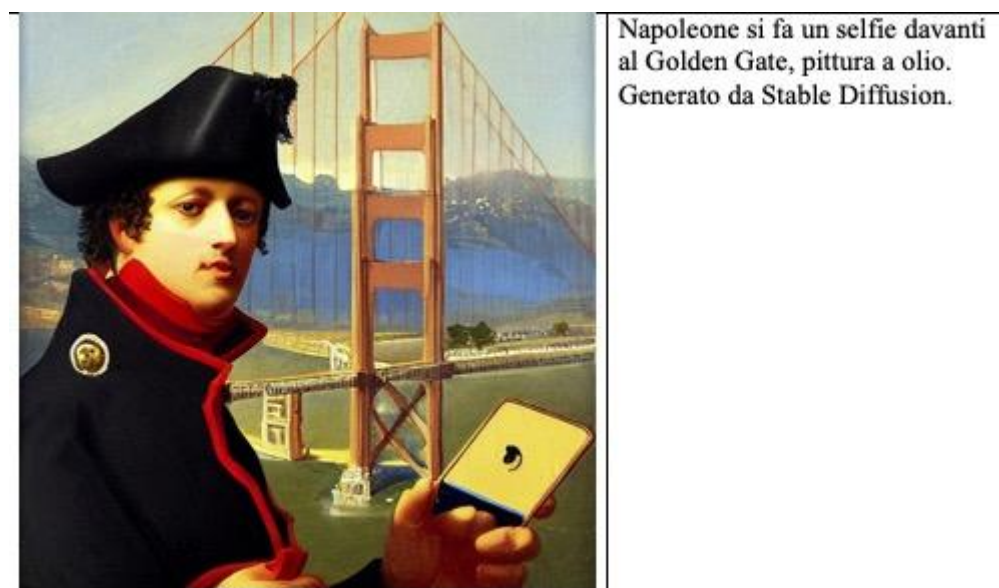 Napoleone si fa un selfie davanti
al Golden Gate, pittura a olio.
Generato da Stable Diffusion.